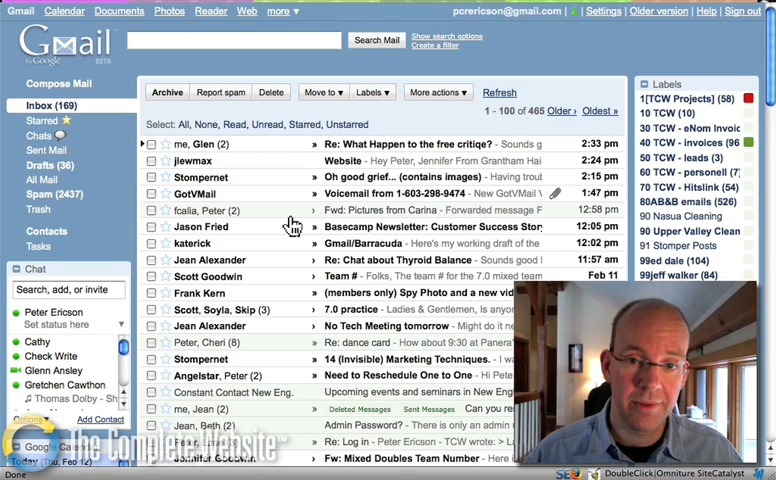 Gmail Calendar Documents Photos Reader Web more ▾
pcrericson@gmail.com | Settings | Older version | Help | Sign out
Gmail
by Google BETA
Search Mail
Show search options
Create a filter
Compose Mail
Inbox (169)
Starred
Chats
Sent Mail
Drafts (36)
All Mail
Spam (2437)
Trash
Contacts
Tasks
Chat
Search, add, or invite
Peter Ericson
Set status here
Cathy
Check Write
Glenn Ansley
Gretchen Cawthon
Thomas Dolby - S
Options ▾ Add Contact
Google Calen
Today (Thu, Feb 12)
Archive Report spam Delete Move to ▾ Labels ▾ More actions ▾ Refresh
1 - 100 of 465 Older › Oldest »
Select: All, None, Read, Unread, Starred, Unstarred
me, Glen (2) » Re: What Happen to the free critique? - Sounds g 2:33 pm
jlewmax » Website - Hey Peter, Jennifer From Grantham Hai 2:24 pm
Stompernet » Oh good grief... (contains images) - Having trout 2:15 pm
GotVMail » Voicemail from 1-603-298-9474 - New GotVMail V 1:47 pm
fcalia, Peter (2) › Fwd: Pictures from Carina - Forwarded message F 12:58 pm
Jason Fried » Basecamp Newsletter: Customer Success Story 12:05 pm
katerick » Gmail/Barracuda - Here's my working draft of the 12:02 pm
Jean Alexander » Re: Chat about Thyroid Balance - Sounds good 11:57 am
Scott Goodwin » Team # - Folks, The team # for the 7.0 mixed team Feb 11
Frank Kern » (members only) Spy Photo and a new vid
Scott, Soyla, Skip (3) › 7.0 practice - Ladies & Gentlemen, Is anyon
Jean Alexander » No Tech Meeting tomorrow - Might do it ne
Peter, Cheri (8) › Re: dance card - How about 9:30 at Panera
Stompernet » 14 (Invisible) Marketing Techniques.
Angelstar, Peter (2) › Need to Reschedule One to One - Hi Pet
Constant Contact New Eng. Upcoming events and seminars in New Eng
me, Jean (2) » Deleted Messages Sent Messages Can you res
Jean, Beth (2) › Admin Password? - There is only an admin
› Re: Log in - Peter Ericson - TCW wrote: > L
Jennifer Goodwin » Fw: Mixed Doubles Team Number
Labels
1[TCW Projects] (58)
10 (10)
30 TCW - eNom Invoic
40 TCW - invoices (96
50 TCW - leads (3)
60 TCW - personell (7)
70 TCW - Hitslink (54)
80AB&B emails (526)
90 Nasua Cleaning
90 Upper Valley Clean
91 Stomper Posts
99ed dale (104)
99jeff walker (84)
The Complete Website™
Done
SEO DoubleClick|Omniture SiteCatalyst